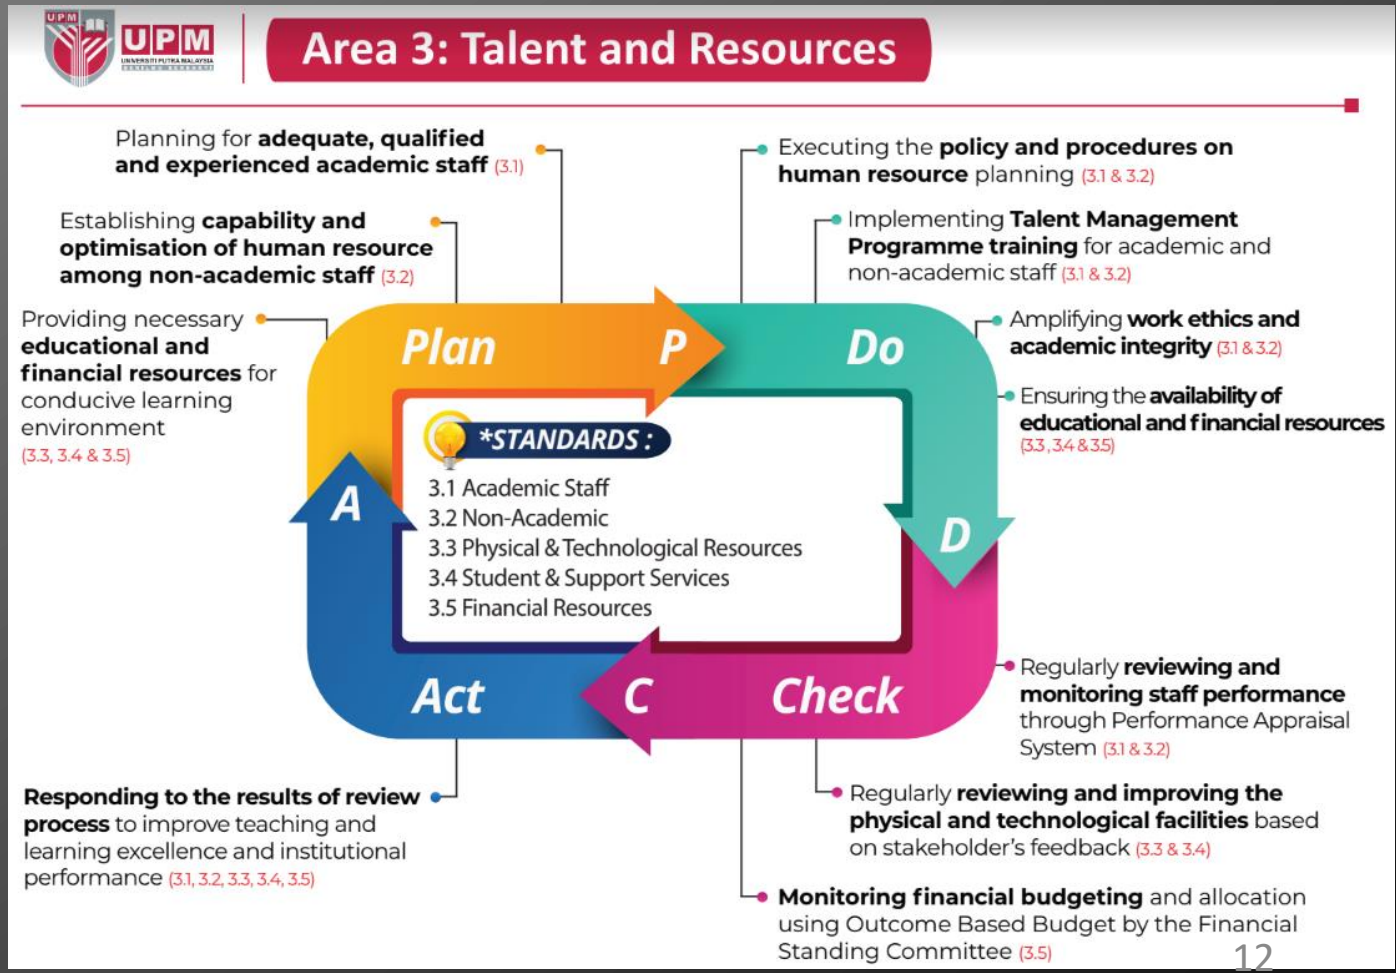 UPM
UPM
UNIVERSITI PUTRA MALAYSIA
Area 3: Talent and Resources
Planning for adequate, qualified
and experienced academic staff (3.1)
Establishing capability and
optimisation of human resource
among non-academic staff (3.2)
Providing necessary
educational and
financial resources for
conducive learning
environment
(3.3, 3.4 & 3.5)
Executing the policy and procedures on
human resource planning (3.1 & 3.2)
Implementing Talent Management
Programme training for academic and
non-academic staff (3.1 & 3.2)
Amplifying work ethics and
academic integrity (3.1 & 3.2)
Ensuring the availability of
educational and financial resources
(3.3, 3.4 & 3.5)
Plan P
Do
D
*STANDARDS :
3.1 Academic Staff
3.2 Non-Academic
3.3 Physical & Technological Resources
3.4 Student & Support Services
3.5 Financial Resources
A
Act
C Check
Regularly reviewing and
monitoring staff performance
through Performance Appraisal
System (3.1 & 3.2)
Regularly reviewing and improving the
physical and technological facilities based
on stakeholder's feedback (3.3 & 3.4)
Monitoring financial budgeting and allocation
using Outcome Based Budget by the Financial
Standing Committee (3.5)
Responding to the results of review
process to improve teaching and
learning excellence and institutional
performance (3.1, 3.2, 3.3, 3.4, 3.5)
12